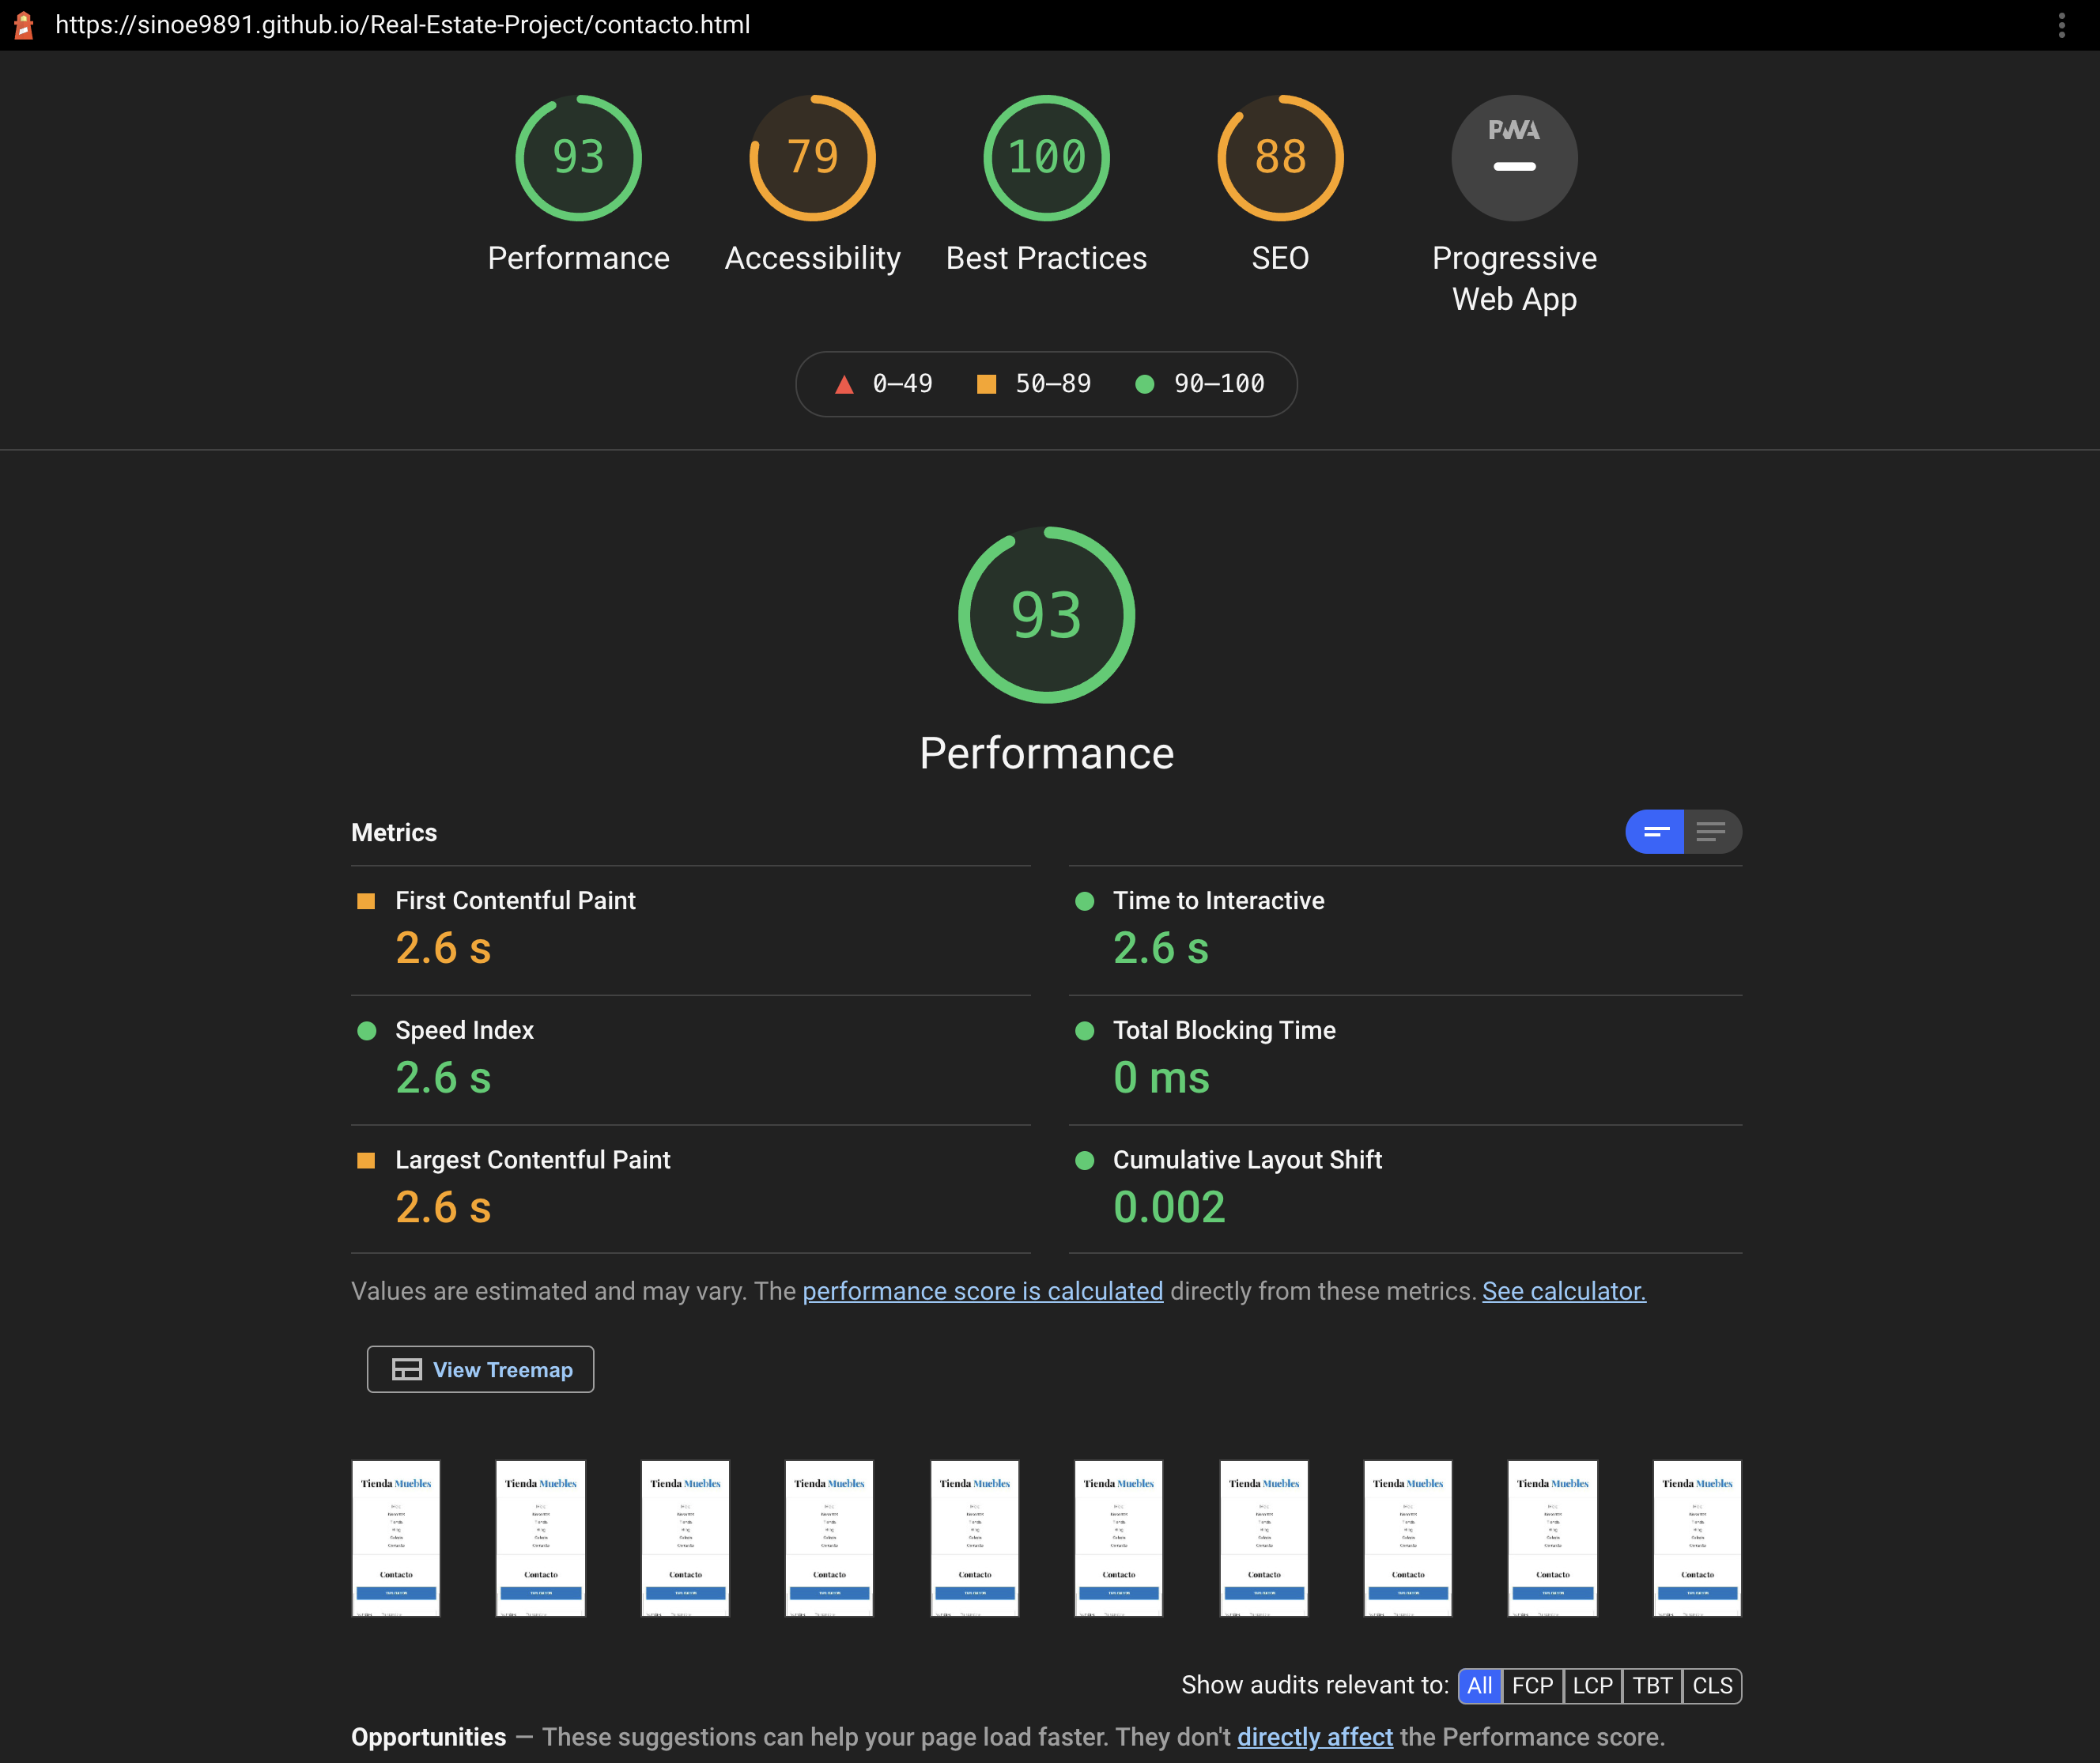 https://sinoe9891.github.io/Real-Estate-Project/contacto.html
93
79
100
88
PWA
Performance
Accessibility
Best Practices
SEO
Progressive
Web App
0–49
50–89
90–100
93
Performance
Metrics
First Contentful Paint
2.6 s
Time to Interactive
2.6 s
Speed Index
2.6 s
Total Blocking Time
0 ms
Largest Contentful Paint
2.6 s
Cumulative Layout Shift
0.002
Values are estimated and may vary. The performance score is calculated directly from these metrics. See calculator.
View Treemap
Tienda Muebles
Contacto
Tienda Muebles
Contacto
Tienda Muebles
Contacto
Tienda Muebles
Contacto
Tienda Muebles
Contacto
Tienda Muebles
Contacto
Tienda Muebles
Contacto
Tienda Muebles
Contacto
Tienda Muebles
Contacto
Tienda Muebles
Contacto
Show audits relevant to: All FCP LCP TBT CLS
Opportunities — These suggestions can help your page load faster. They don't directly affect the Performance score.